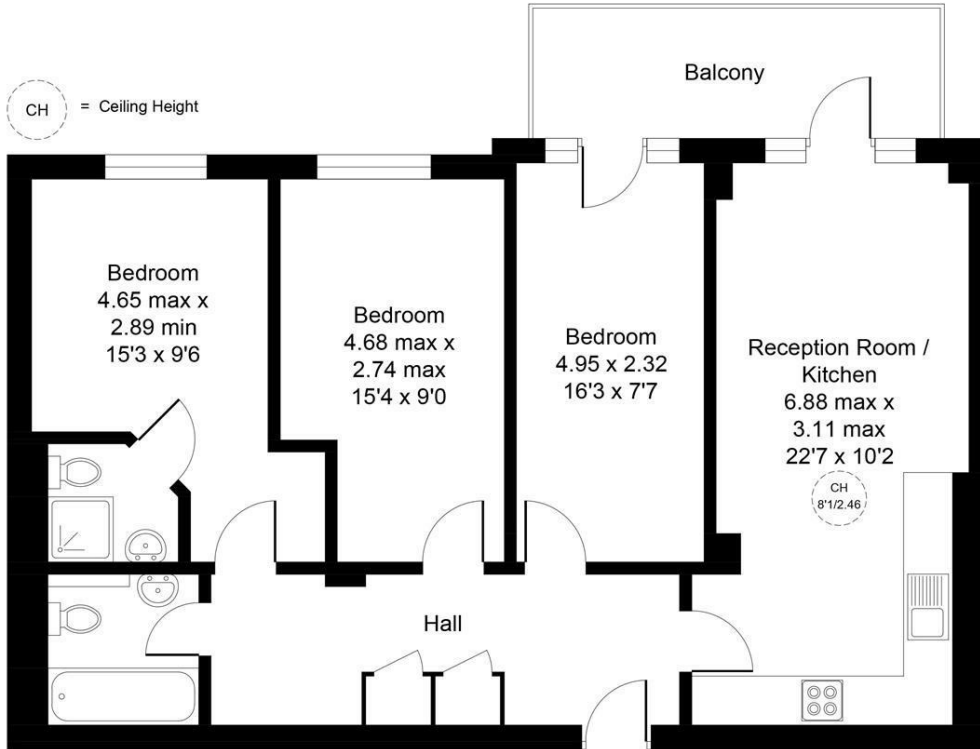 Balcony
CH = Ceiling Height
Bedroom
4.65 max x
2.89 min
15'3 x 9'6
Bedroom
4.68 max x
2.74 max
15'4 x 9'0
Bedroom
4.95 x 2.32
16'3 x 7'7
Reception Room /
Kitchen
6.88 max x
3.11 max
22'7 x 10'2
CH
8'1/2.46
Hall